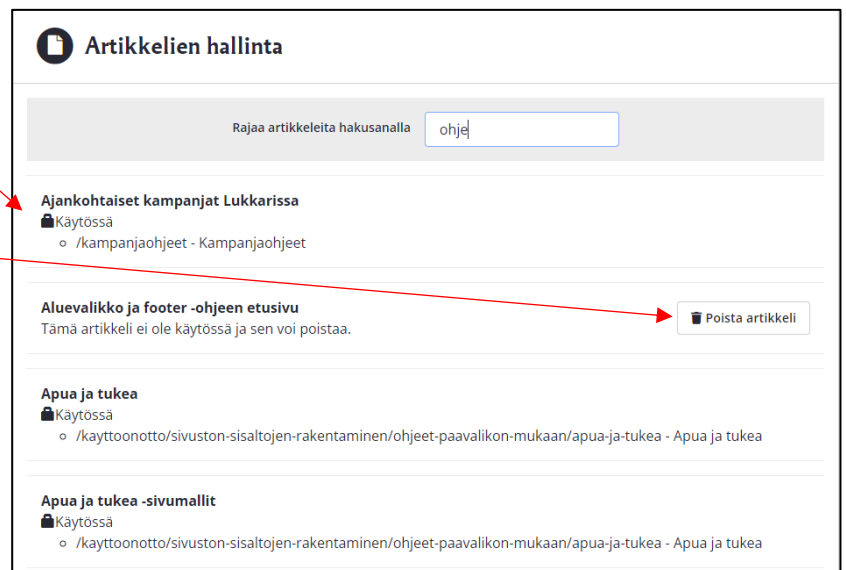 Artikkelien hallinta
Rajaa artikkeleita hakusanalla ohje
Ajankohtaiset kampanjat Lukkarissa
Käytössä
/kampanjaohjeet - Kampanjaohjeet
Aluevalikko ja footer -ohjeen etusivu
Tämä artikkeli ei ole käytössä ja sen voi poistaa.
Poista artikkeli
Apua ja tukea
Käytössä
/kayttoonotto/sivuston-sisaltojen-rakentaminen/ohjeet-paavalikon-mukaan/apua-ja-tukea - Apua ja tukea
Apua ja tukea -sivumallit
Käytössä
/kayttoonotto/sivuston-sisaltojen-rakentaminen/ohjeet-paavalikon-mukaan/apua-ja-tukea - Apua ja tukea